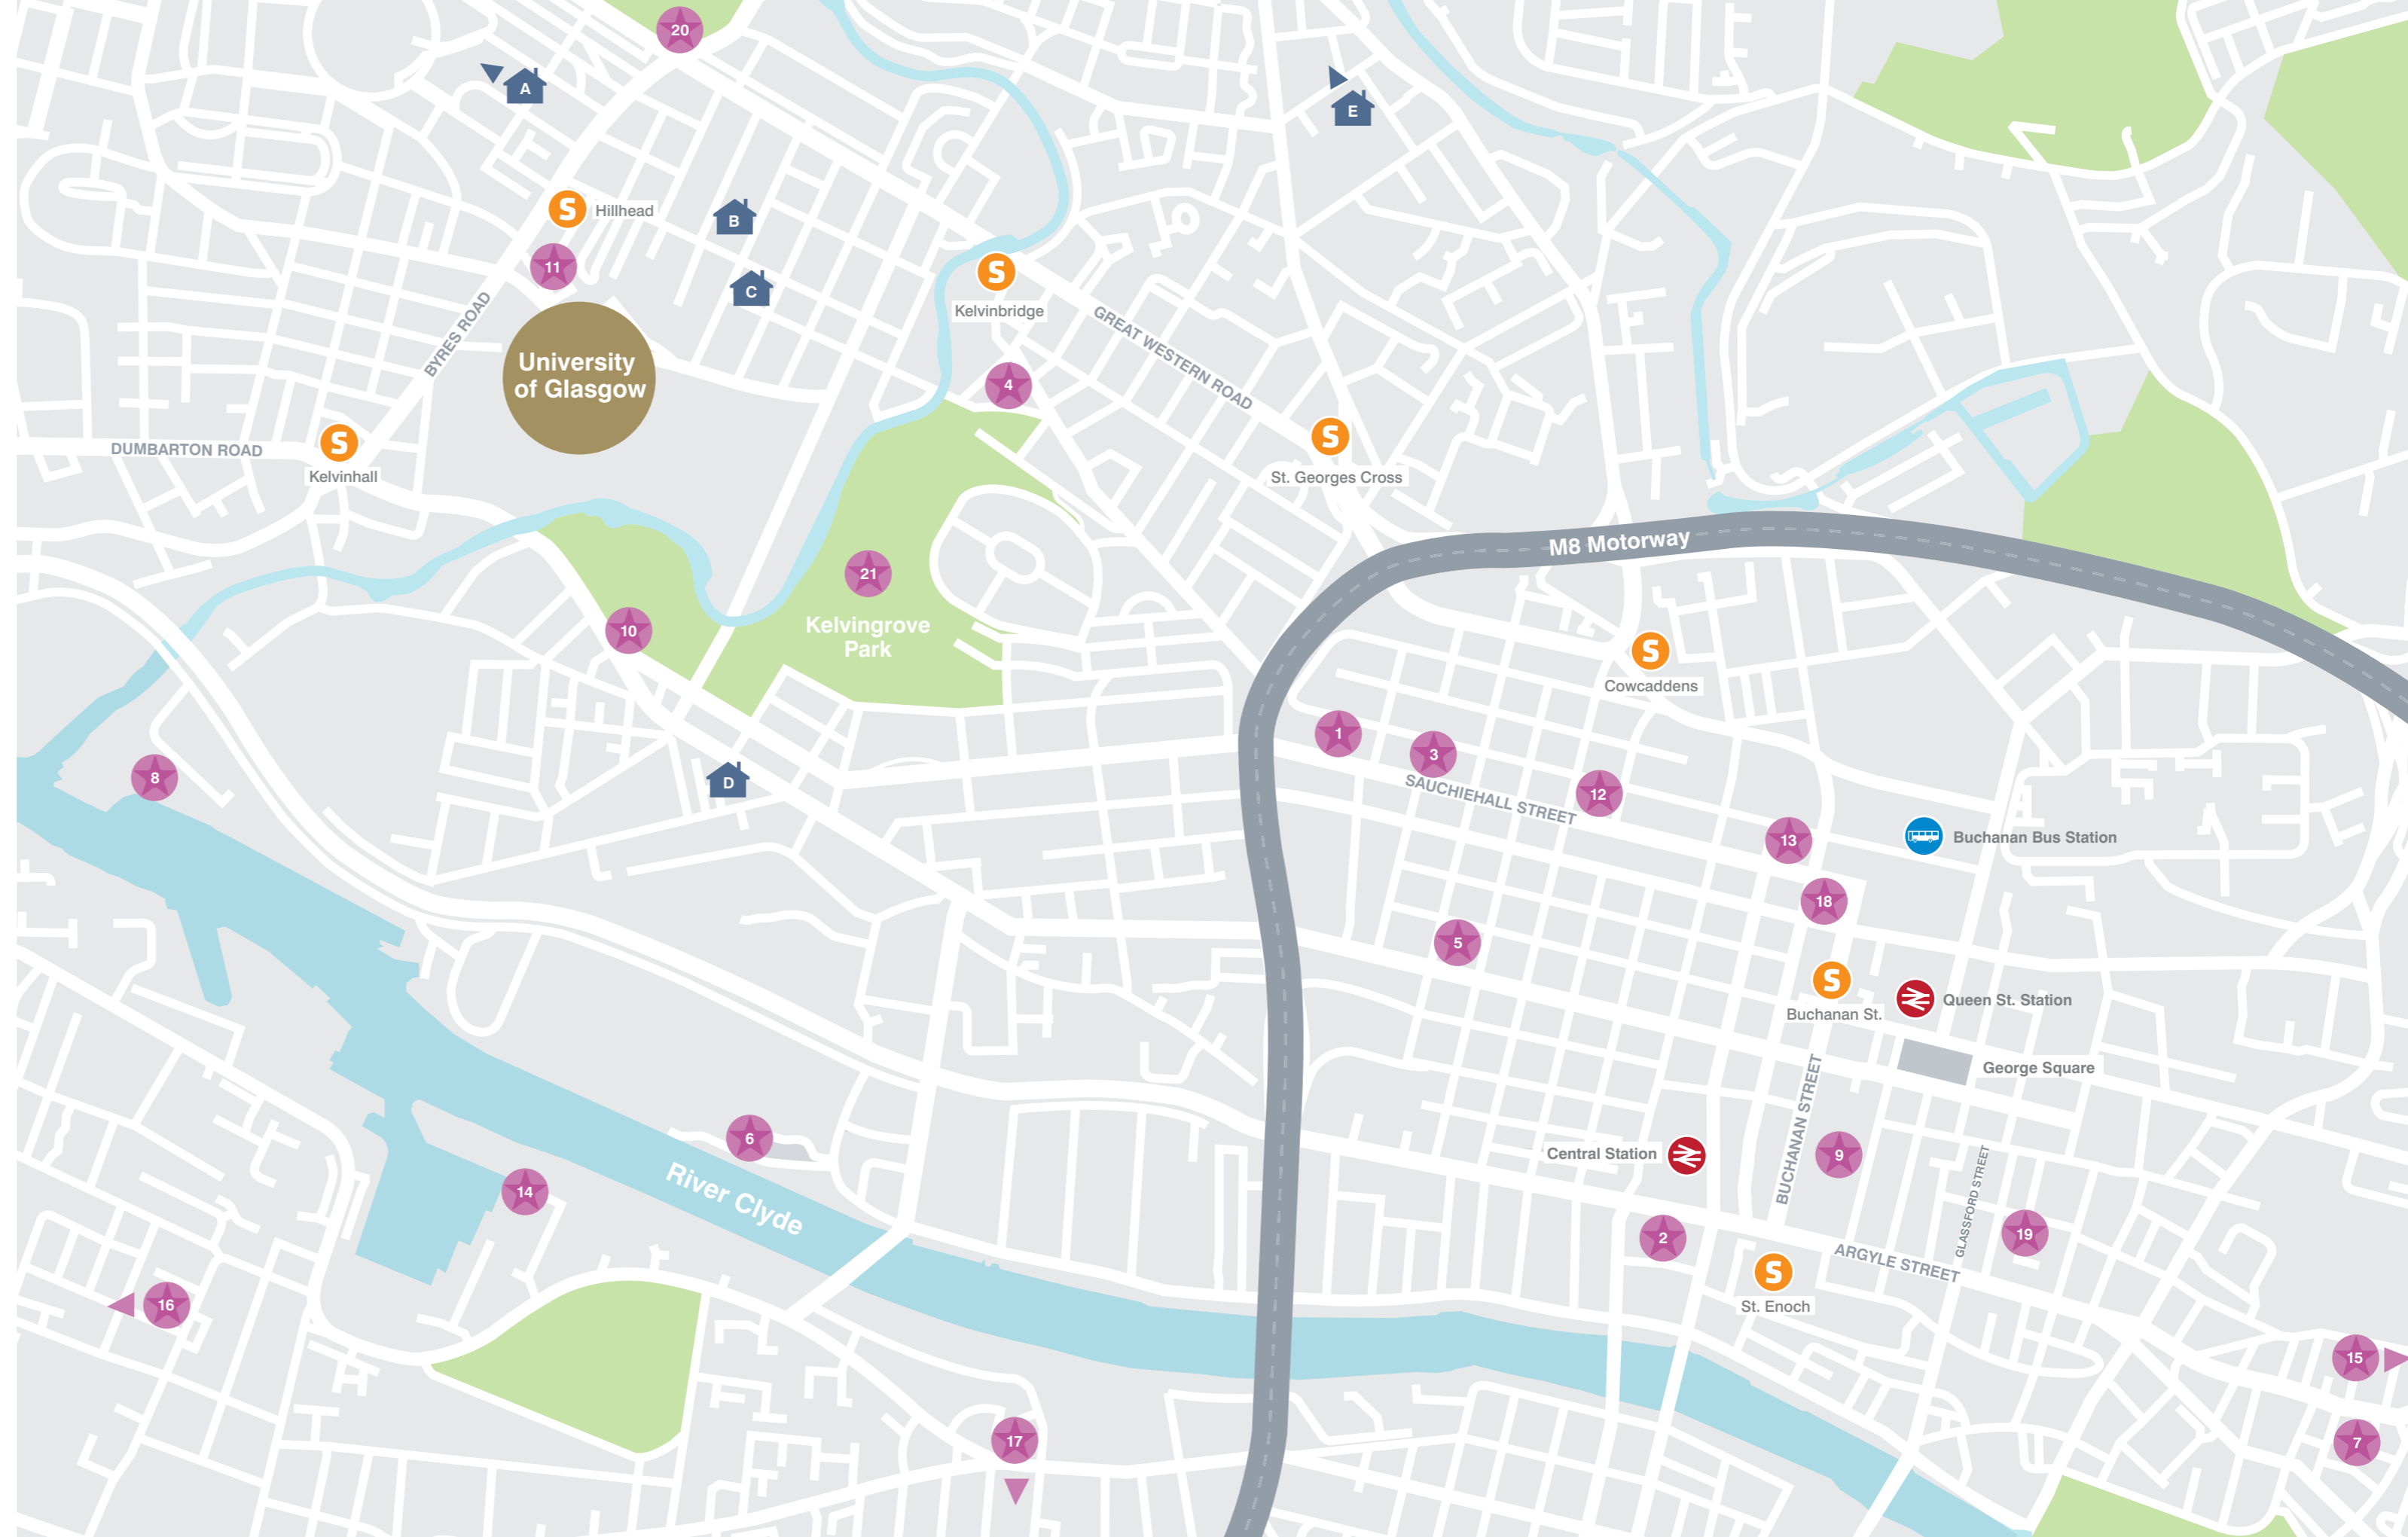 20
A
E
S
Hillhead
B
11
S
Kelvinbridge
C
GREAT WESTERN ROAD
BYRES ROAD
University
of Glasgow
4
S
St. Georges Cross
DUMBARTON ROAD
S
Kelvinhall
M8 Motorway
21
Kelvingrove
Park
10
S
Cowcaddens
1
3
8
D
SAUCHIEHALL STREET
12
13
Buchanan Bus Station
18
5
S
Buchanan St.
Queen St. Station
George Square
BUCHANAN STREET
6
Central Station
9
River Clyde
14
GLASSFORD STREET
2
19
ARGYLE STREET
S
St. Enoch
16
15
17
7